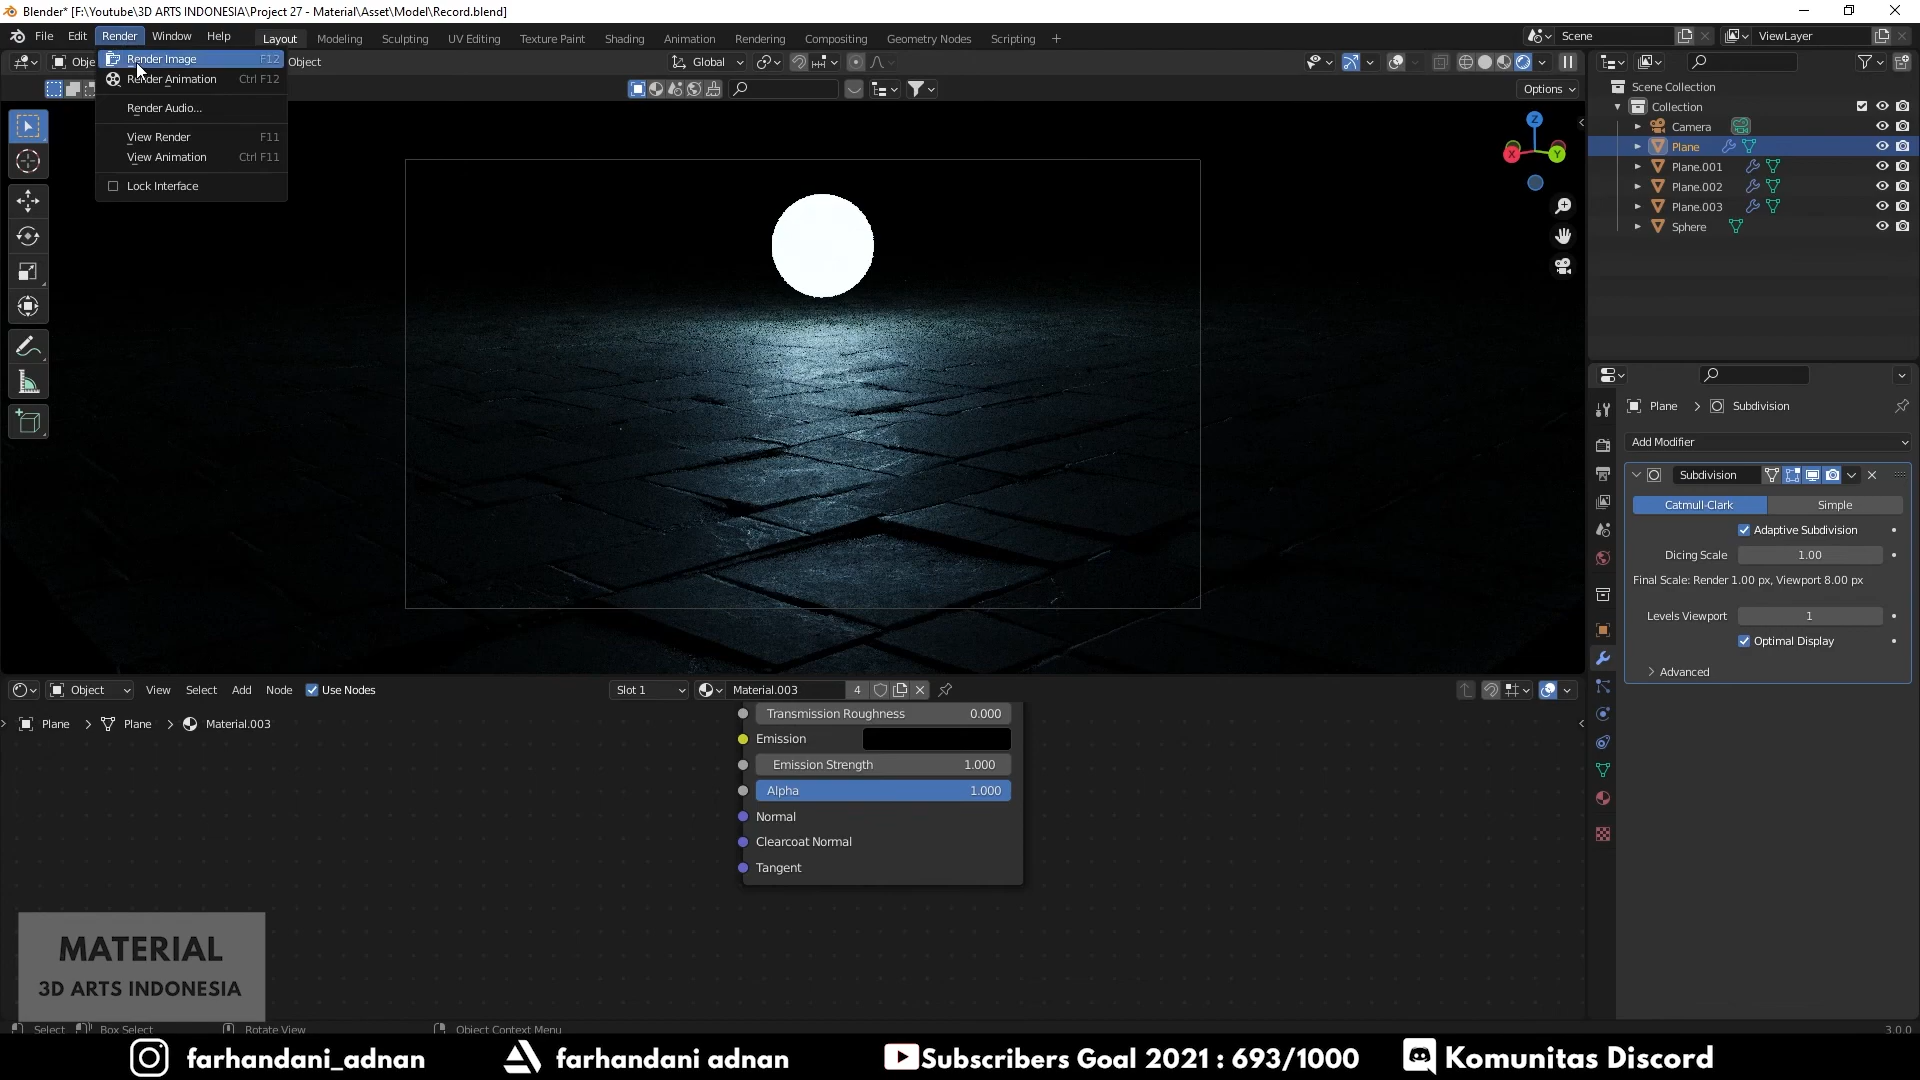 Blender* [F:\Youtube\3D ARTS INDONESIA\Project 27 - Material\Asset\Model\Record.blend]
File Edit Render Window Help
Layout Modeling Sculpting UV Editing Texture Paint Shading Animation Rendering Compositing Geometry Nodes Scripting +
Scene
ViewLayer
Render Image F12
Render Animation Ctrl F12
Render Audio...
View Render F11
View Animation Ctrl F11
Lock Interface
Obje
Object
Global
Options
Z
X
Y
Scene Collection
Collection
Camera
Plane
Plane.001
Plane.002
Plane.003
Sphere
Plane > Subdivision
Add Modifier
Subdivision
Catmull-Clark Simple
Adaptive Subdivision
Dicing Scale 1.00
Final Scale: Render 1.00 px, Viewport 8.00 px
Levels Viewport 1
Optimal Display
Advanced
Object View Select Add Node Use Nodes
Slot 1
Material.003 4
Plane > Plane > Material.003
Transmission Roughness 0.000
Emission
Emission Strength 1.000
Alpha 1.000
Normal
Clearcoat Normal
Tangent
MATERIAL
3D ARTS INDONESIA
Select Box Select Rotate View Object Context Menu
3.0.0
farhandani_adnan
farhandani adnan
Subscribers Goal 2021 : 693/1000
Komunitas Discord